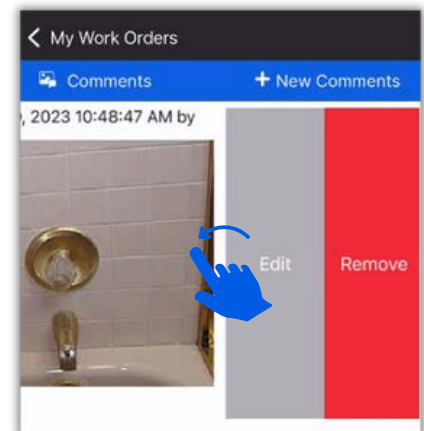 My Work Orders
Comments
+ New Comments
, 2023 10:48:47 AM by
Edit
Remove